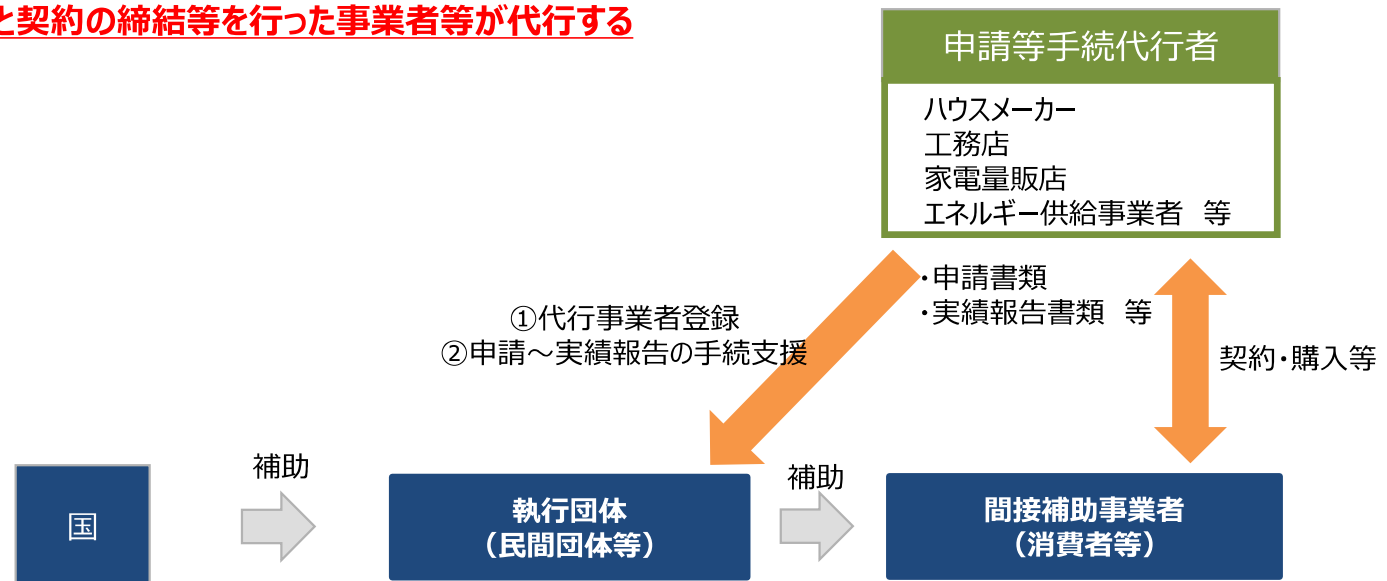 と契約の締結等を行った事業者等が代行する
申請等手続代行者
ハウスメーカー
工務店
家電量販店
エネルギー供給事業者 等
・申請書類
・実績報告書類 等
①代行事業者登録
②申請～実績報告の手続支援
契約・購入等
補助
補助
国
執行団体
（民間団体等）
間接補助事業者
（消費者等）